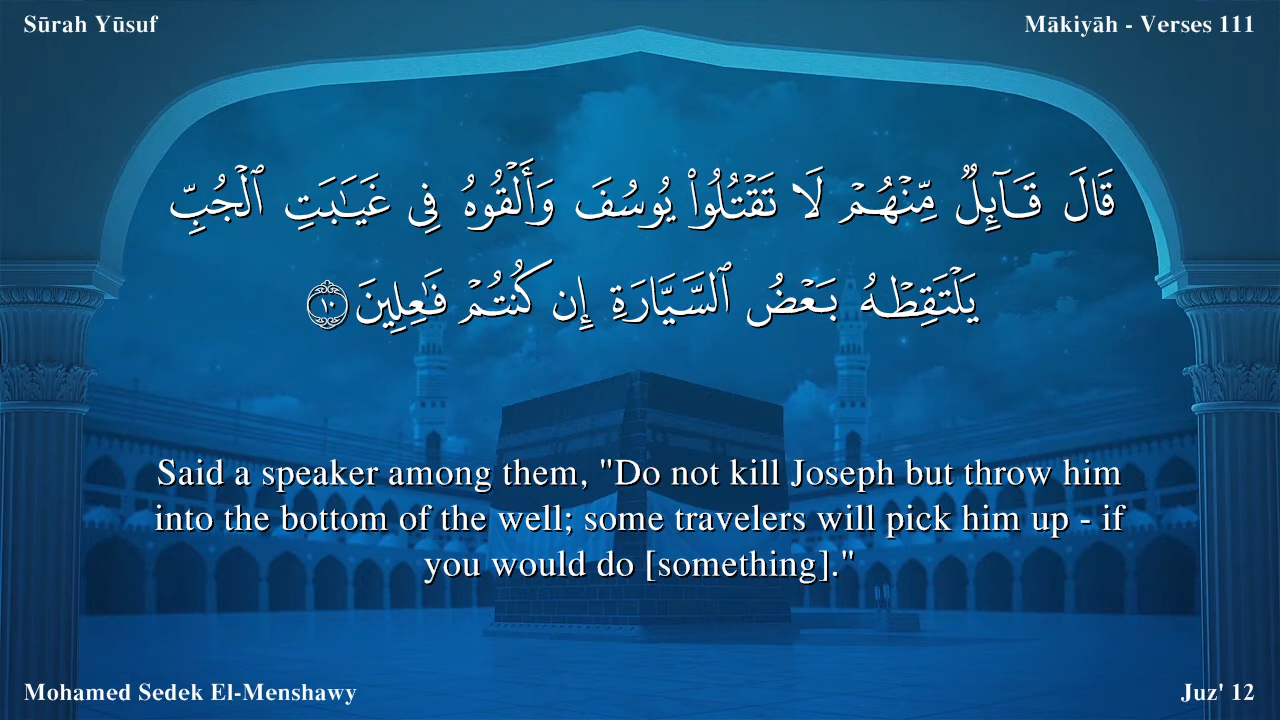 Sūrah Yūsuf
Mākiyāh - Verses 111
قَالَ قَآئِلٌ مِّنْهُمْ لَا تَقْتُلُوا۟ يُوسُفَ وَأَلْقُوهُ فِى غَيَـٰبَتِ ٱلْجُبِّ
يَلْتَقِطْهُ بَعْضُ ٱلسَّيَّارَةِ إِن كُنتُمْ فَـٰعِلِينَ ١٠
Said a speaker among them, "Do not kill Joseph but throw him
into the bottom of the well; some travelers will pick him up - if
you would do [something]."
Mohamed Sedek El-Menshawy
Juz' 12